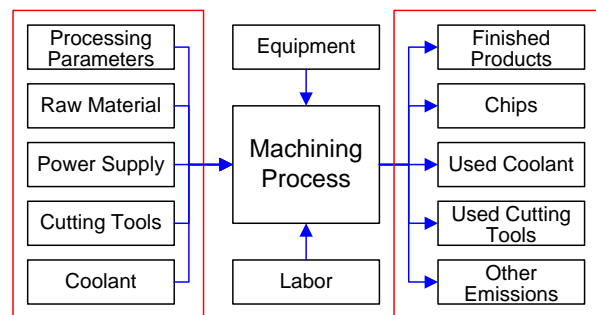 Processing
Parameters
Raw Material
Power Supply
Cutting Tools
Coolant
Equipment
Machining
Process
Labor
Finished
Products
Chips
Used Coolant
Used Cutting
Tools
Other
Emissions